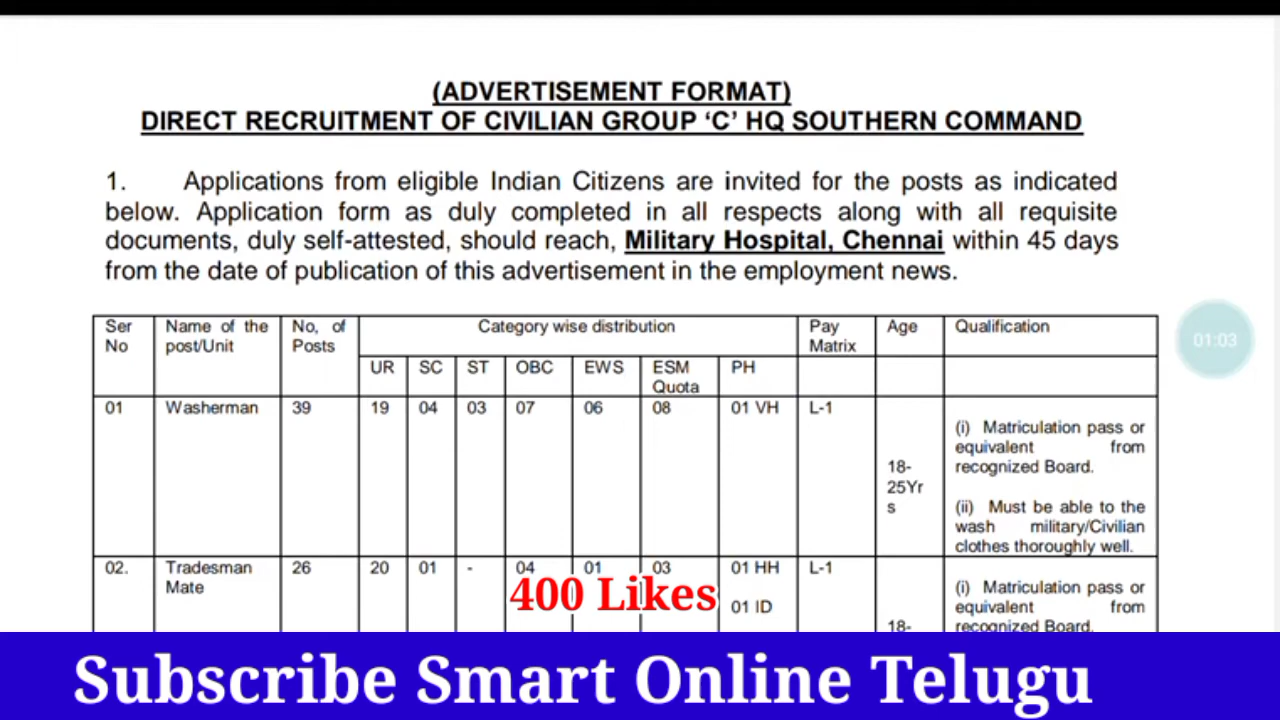 (ADVERTISEMENT FORMAT)
DIRECT RECRUITMENT OF CIVILIAN GROUP ‘C’ HQ SOUTHERN COMMAND
1. Applications from eligible Indian Citizens are invited for the posts as indicated
below. Application form as duly completed in all respects along with all requisite
documents, duly self-attested, should reach, Military Hospital, Chennai within 45 days
from the date of publication of this advertisement in the employment news.
Ser No Name of the post/Unit No, of Posts Category wise distribution Pay Matrix Age Qualification
UR SC ST OBC EWS ESM Quota PH
01 Washerman 39 19 04 03 07 06 08 01 VH L-1
(i) Matriculation pass or
equivalent from
18- recognized Board.
25Yr
s (ii) Must be able to the
wash military/Civilian
clothes thoroughly well.
02. Tradesman 26 20 01 - 04 01 03 01 HH L-1
Mate (i) Matriculation pass or
400 Likes 01 ID equivalent from
18- recognized Board.
01:03
Subscribe Smart Online Telugu